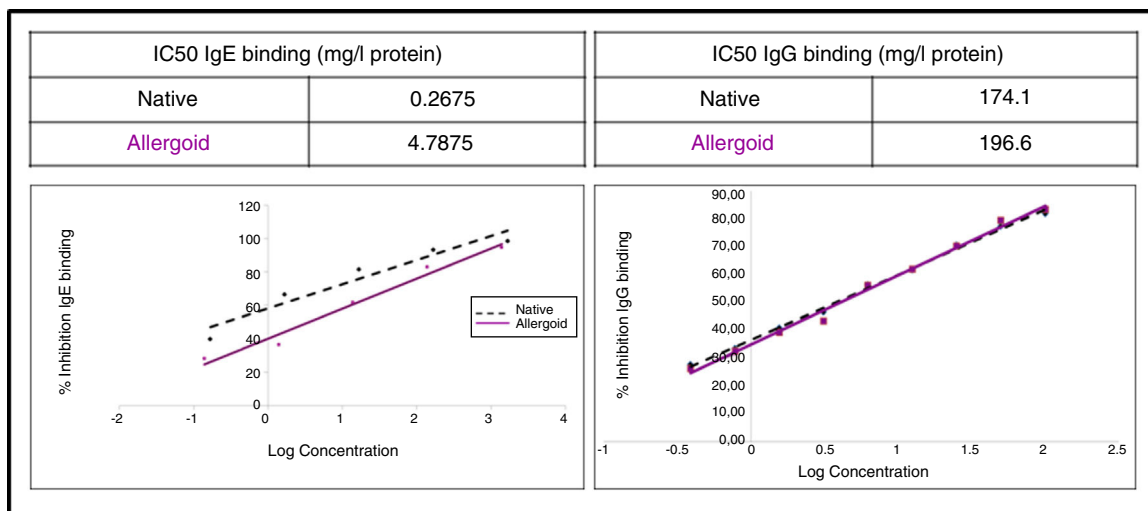 IC50 IgE binding (mg/l protein)
Native 0.2675
Allergoid 4.7875
IC50 IgG binding (mg/l protein)
Native 174.1
Allergoid 196.6
% Inhibition IgE binding
120
100
80
60
40
20
0
-2 -1 0 1 2 3 4
Log Concentration
Native
Allergoid
% Inhibition IgG binding
90,00
80,00
70,00
60,00
50,00
40,00
30,00
20,00
10,00
0,00
-1 -0.5 0 0.5 1 1.5 2 2.5
Log Concentration